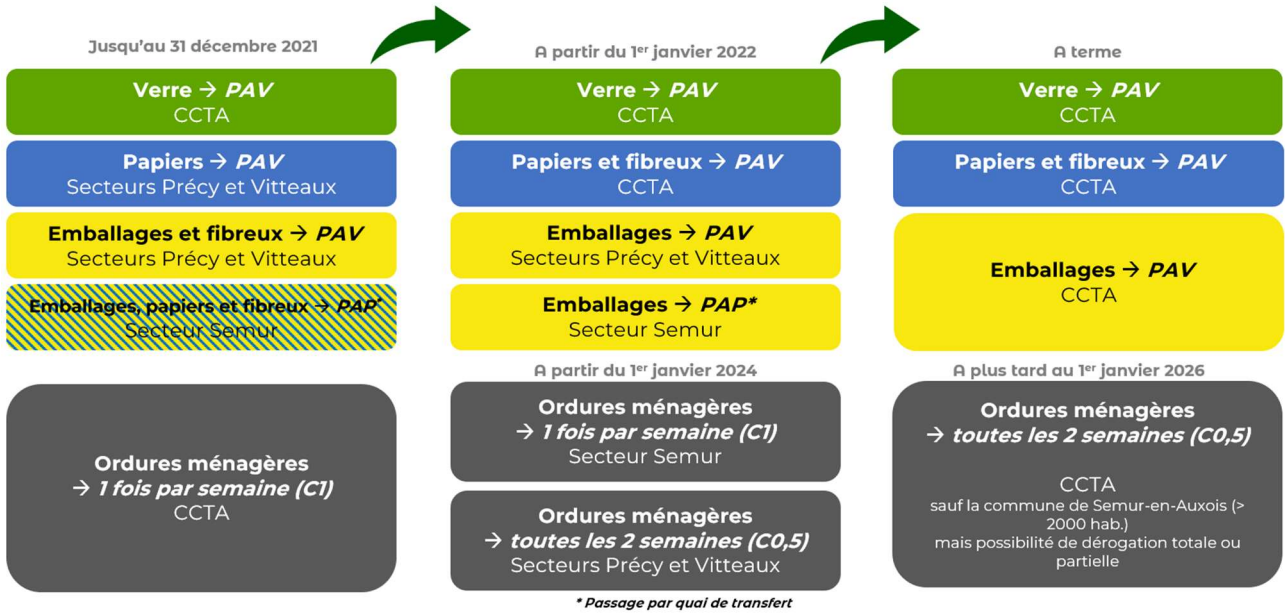 Jusqu'au 31 décembre 2021
Verre → PAV
CCTA
Papiers → PAV
Secteurs Précy et Vitteaux
Emballages et fibreux → PAV
Secteurs Précy et Vitteaux
Emballages, papiers et fibreux → PAP*
Secteur Semur
Ordures ménagères
→ 1 fois par semaine (C1)
CCTA
A partir du 1er janvier 2022
Verre → PAV
CCTA
Papiers et fibreux → PAV
CCTA
Emballages → PAV
Secteurs Précy et Vitteaux
Emballages → PAP*
Secteur Semur
A partir du 1er janvier 2024
Ordures ménagères
→ 1 fois par semaine (C1)
Secteur Semur
Ordures ménagères
→ toutes les 2 semaines (C0,5)
Secteurs Précy et Vitteaux
* Passage par quai de transfert
A terme
Verre → PAV
CCTA
Papiers et fibreux → PAV
CCTA
Emballages → PAV
CCTA
A plus tard au 1er janvier 2026
Ordures ménagères
→ toutes les 2 semaines (C0,5)
CCTA
sauf la commune de Semur-en-Auxois (>
2000 hab.)
mais possibilité de dérogation totale ou
partielle